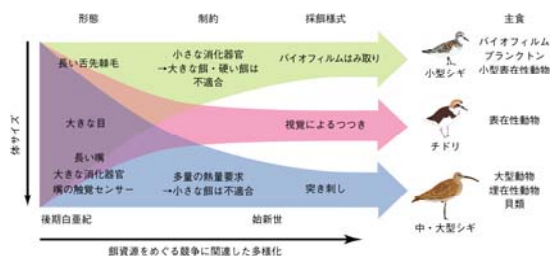 形態
制約
採餌様式
主食
長い舌先棘毛
小さな消化器官
→大きな餌・硬い餌は
不適合
バイオフィルムはみ取り
小型シギ
バイオフィルム
プランクトン
小型表在性動物
大きな目
視覚によるつつき
チドリ
表在性動物
長い嘴
大きな消化器官
嘴の触覚センサー
多量の熱量要求
→小さな餌は不適合
突き刺し
中・大型シギ
大型動物
埋在性動物
貝類
体サイズ
後期白亜紀
始新世
餌資源をめぐる競争に関連した多様化